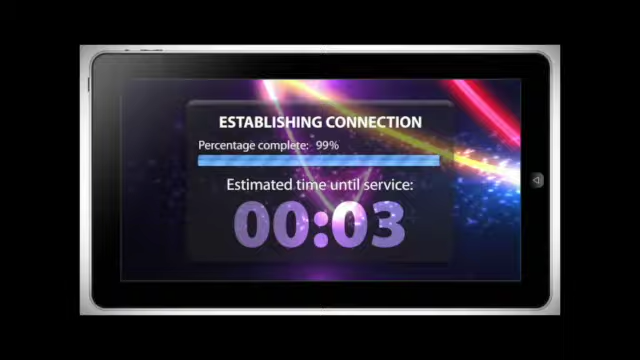 ESTABLISHING CONNECTION
Percentage complete: 99%
Estimated time until service:
00:03